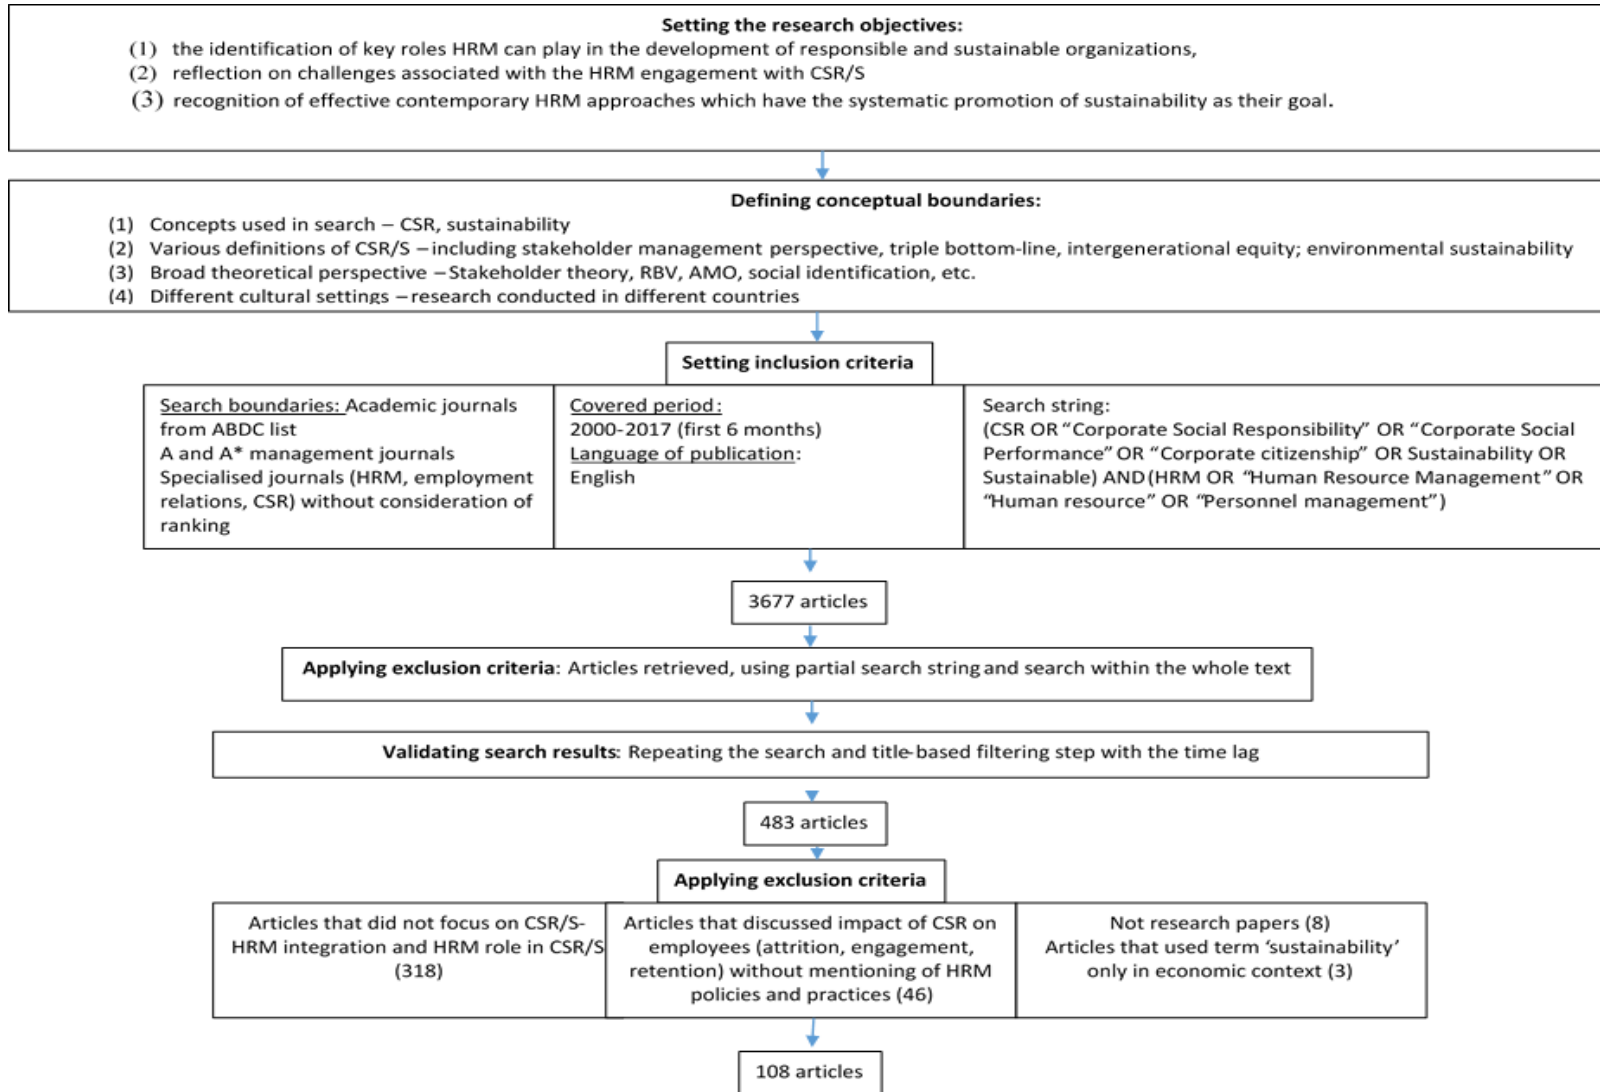 Setting the research objectives:
(1) the identification of key roles HRM can play in the development of responsible and sustainable organizations,
(2) reflection on challenges associated with the HRM engagement with CSR/S
(3) recognition of effective contemporary HRM approaches which have the systematic promotion of sustainability as their goal.
Defining conceptual boundaries:
(1) Concepts used in search – CSR, sustainability
(2) Various definitions of CSR/S –including stakeholder management perspective, triple bottom-line, intergenerational equity; environmental sustainability
(3) Broad theoretical perspective –Stakeholder theory, RBV, AMO, social identification, etc.
(4) Different cultural settings –research conducted in different countries
Setting inclusion criteria
Search boundaries: Academic journals
from ABDC list
A and A* management journals
Specialised journals (HRM, employment
relations, CSR) without consideration of
ranking
Covered period:
2000-2017 (first 6 months)
Language of publication:
English
Search string:
(CSR OR “Corporate Social Responsibility” OR “Corporate Social
Performance” OR “Corporate citizenship” OR Sustainability OR
Sustainable) AND (HRM OR “Human Resource Management” OR
“Human resource” OR “Personnel management”)
3677 articles
Applying exclusion criteria: Articles retrieved, using partial search string and search within the whole text
Validating search results: Repeating the search and title-based filtering step with the time lag
483 articles
Applying exclusion criteria
Articles that did not focus on CSR/S-
HRM integration and HRM role in CSR/S
(318)
Articles that discussed impact of CSR on
employees (attrition, engagement,
retention) without mentioning of HRM
policies and practices (46)
Not research papers (8)
Articles that used term ‘sustainability’
only in economic context (3)
108 articles